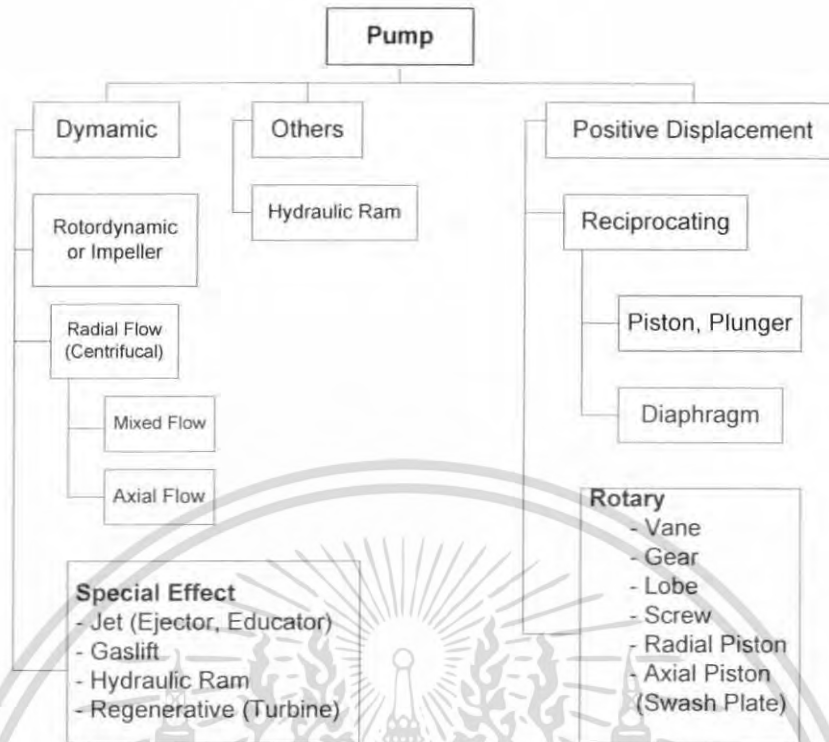 Pump
Dymamic
Others
Positive Displacement
Rotordynamic
or Impeller
Hydraulic Ram
Reciprocating
Radial Flow
(Centrifucal)
Piston, Plunger
Mixed Flow
Diaphragm
Axial Flow
Rotary
- Vane
- Gear
- Lobe
- Screw
- Radial Piston
- Axial Piston
(Swash Plate)
Special Effect
- Jet (Ejector, Educator)
- Gaslift
- Hydraulic Ram
- Regenerative (Turbine)